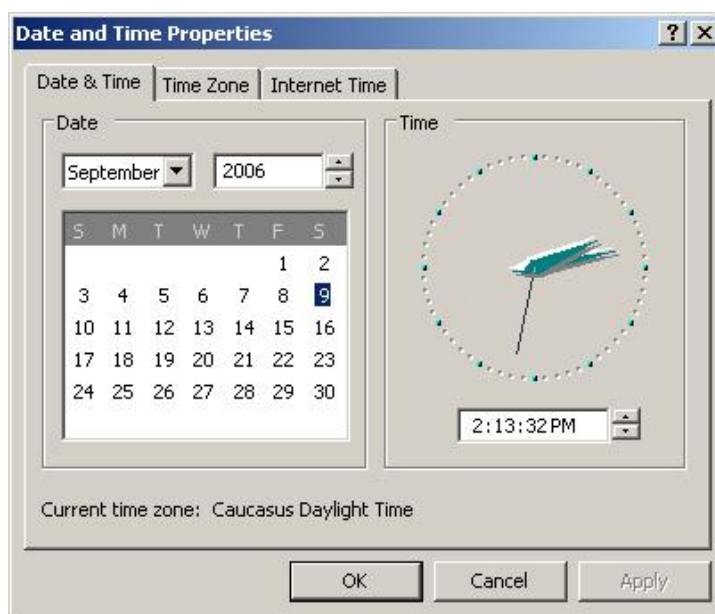 Date and Time Properties
Date & Time Time Zone Internet Time
Date
September 2006
S M T W T F S
1 2
3 4 5 6 7 8 9
10 11 12 13 14 15 16
17 18 19 20 21 22 23
24 25 26 27 28 29 30
Time
2:13:32 PM
Current time zone: Caucasus Daylight Time
OK Cancel Apply